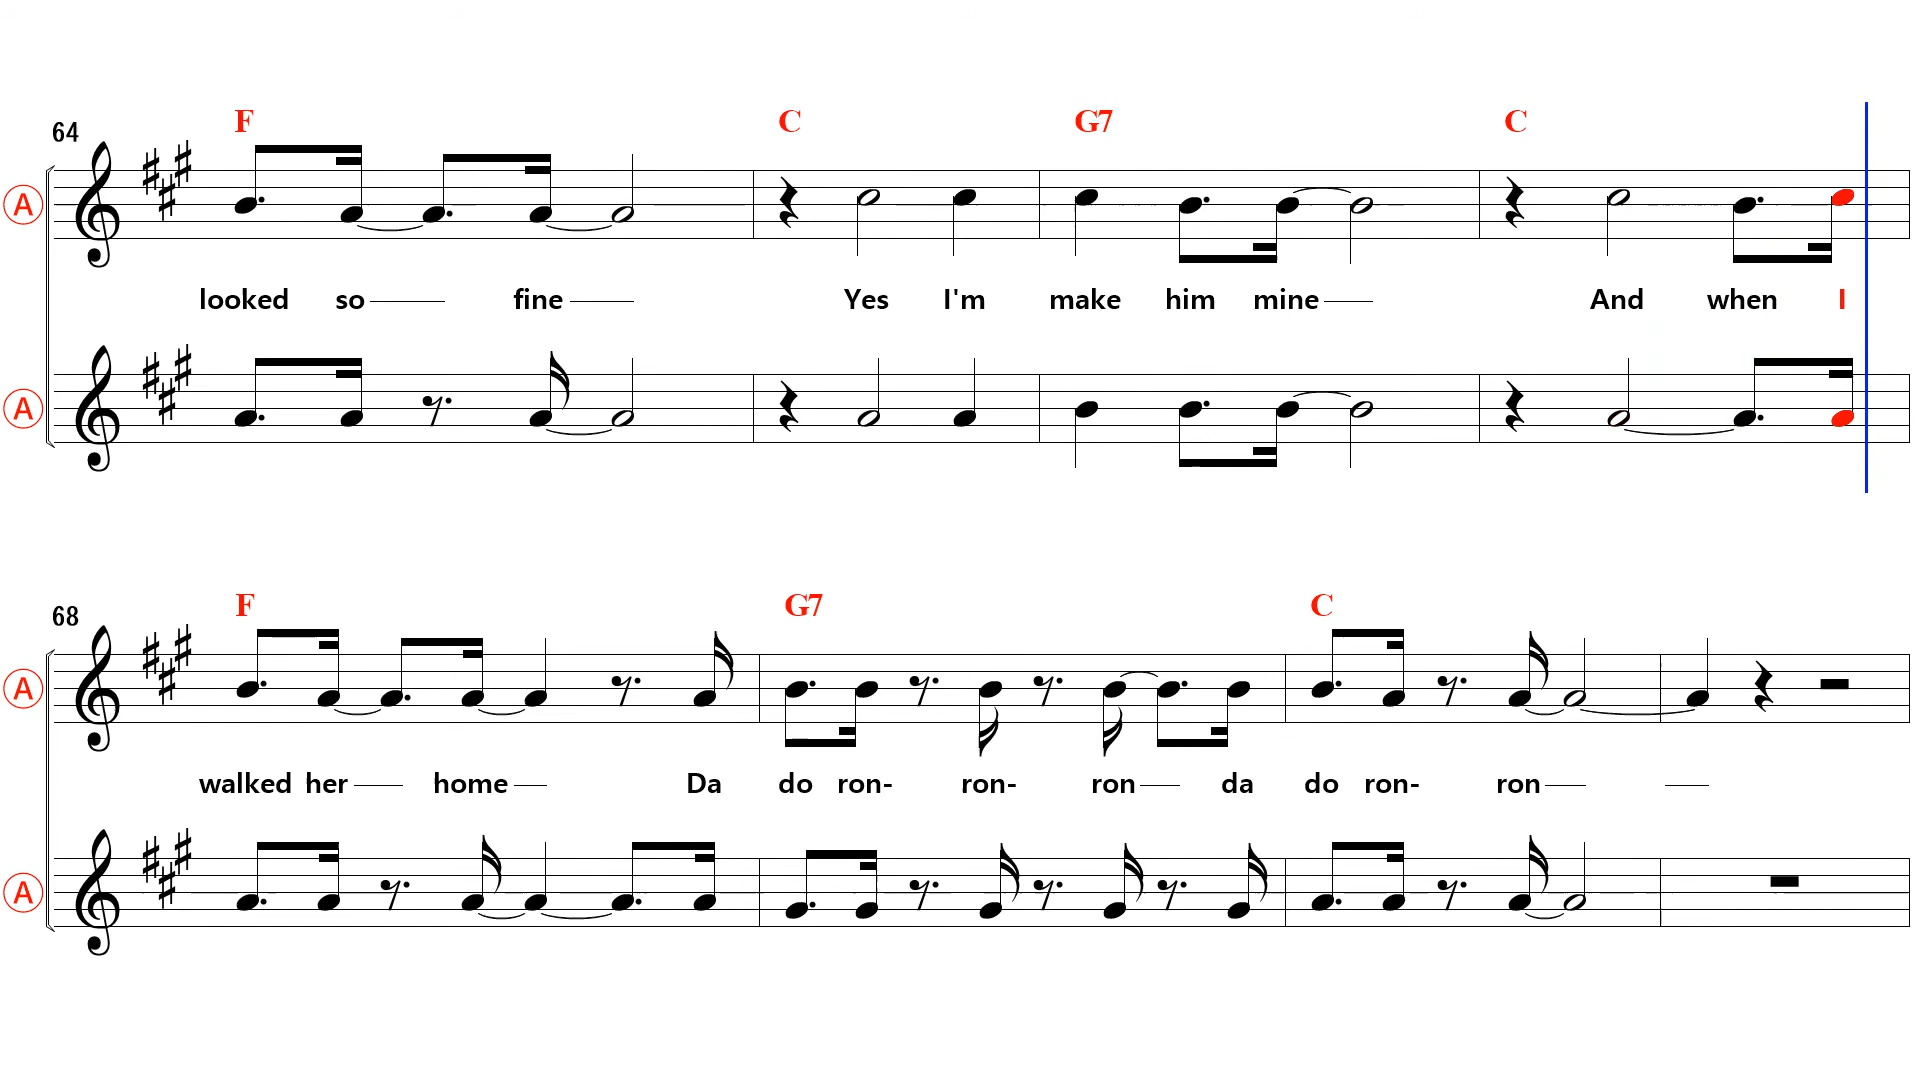 F C G7 C
64
A
looked so fine Yes I'm make him mine And when I
A
F G7 C
68
A
walked her home Da do ron- ron- ron da do ron- ron
A